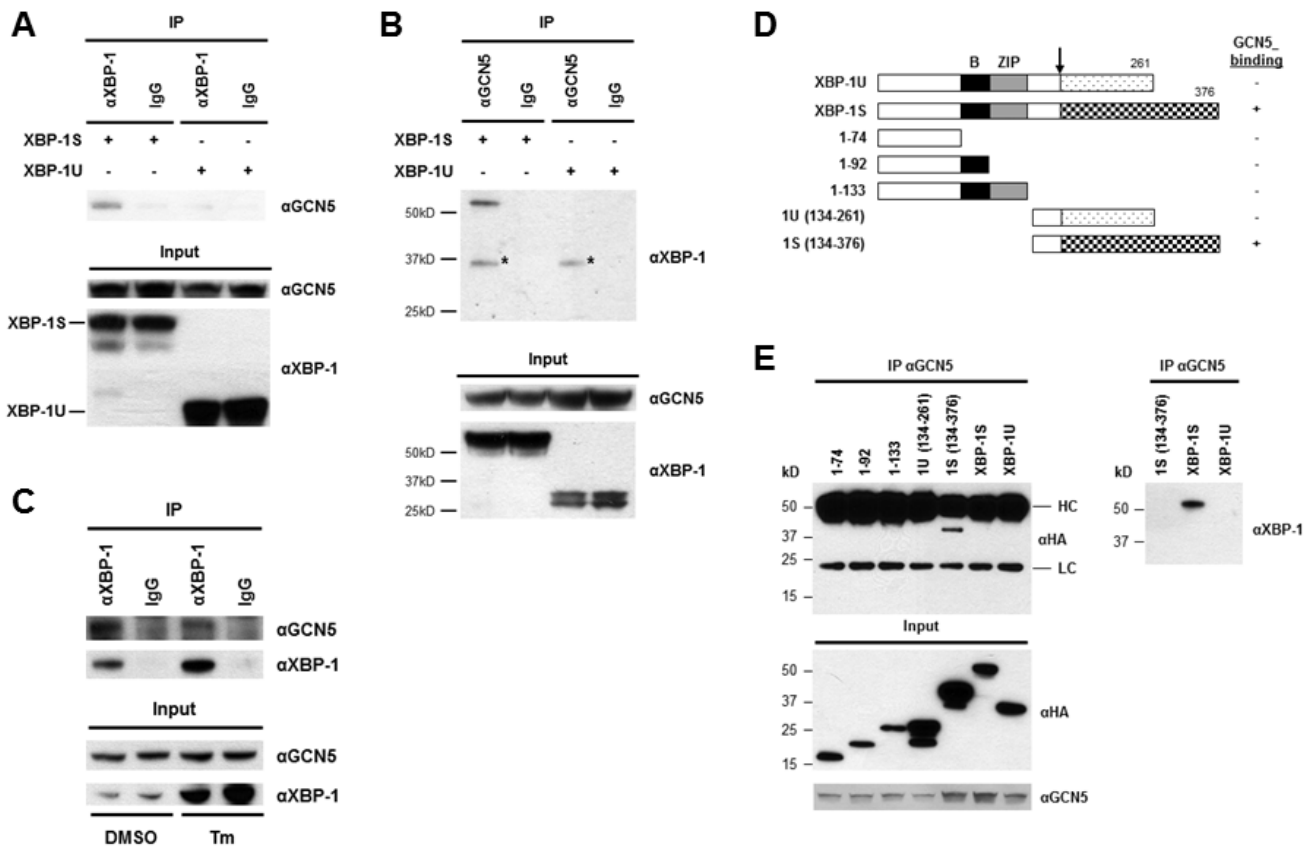 A
IP
αXBP-1 IgG αXBP-1 IgG
XBP-1S + + - -
XBP-1U - - + +
αGCN5
Input
αGCN5
XBP-1S
αXBP-1
XBP-1U
B
IP
αGCN5 IgG αGCN5 IgG
XBP-1S + + - -
XBP-1U - - + +
50kD
37kD * *
αXBP-1
25kD
Input
αGCN5
50kD
αXBP-1
37kD
25kD
C
IP
αXBP-1 IgG αXBP-1 IgG
αGCN5
αXBP-1
Input
αGCN5
αXBP-1
DMSO Tm
D
GCN5_
binding
B ZIP 261
XBP-1U -
376
XBP-1S +
1-74 -
1-92 -
1-133 -
1U (134-261) -
1S (134-376) +
E
IP αGCN5
1-74 1-92 1-133 1U (134-261) 1S (134-376) XBP-1S XBP-1U
kD
50 HC
37 αHA
25 LC
15
Input
50
37 αHA
25
15
αGCN5
IP αGCN5
1S (134-376) XBP-1S XBP-1U
kD
50
αXBP-1
37